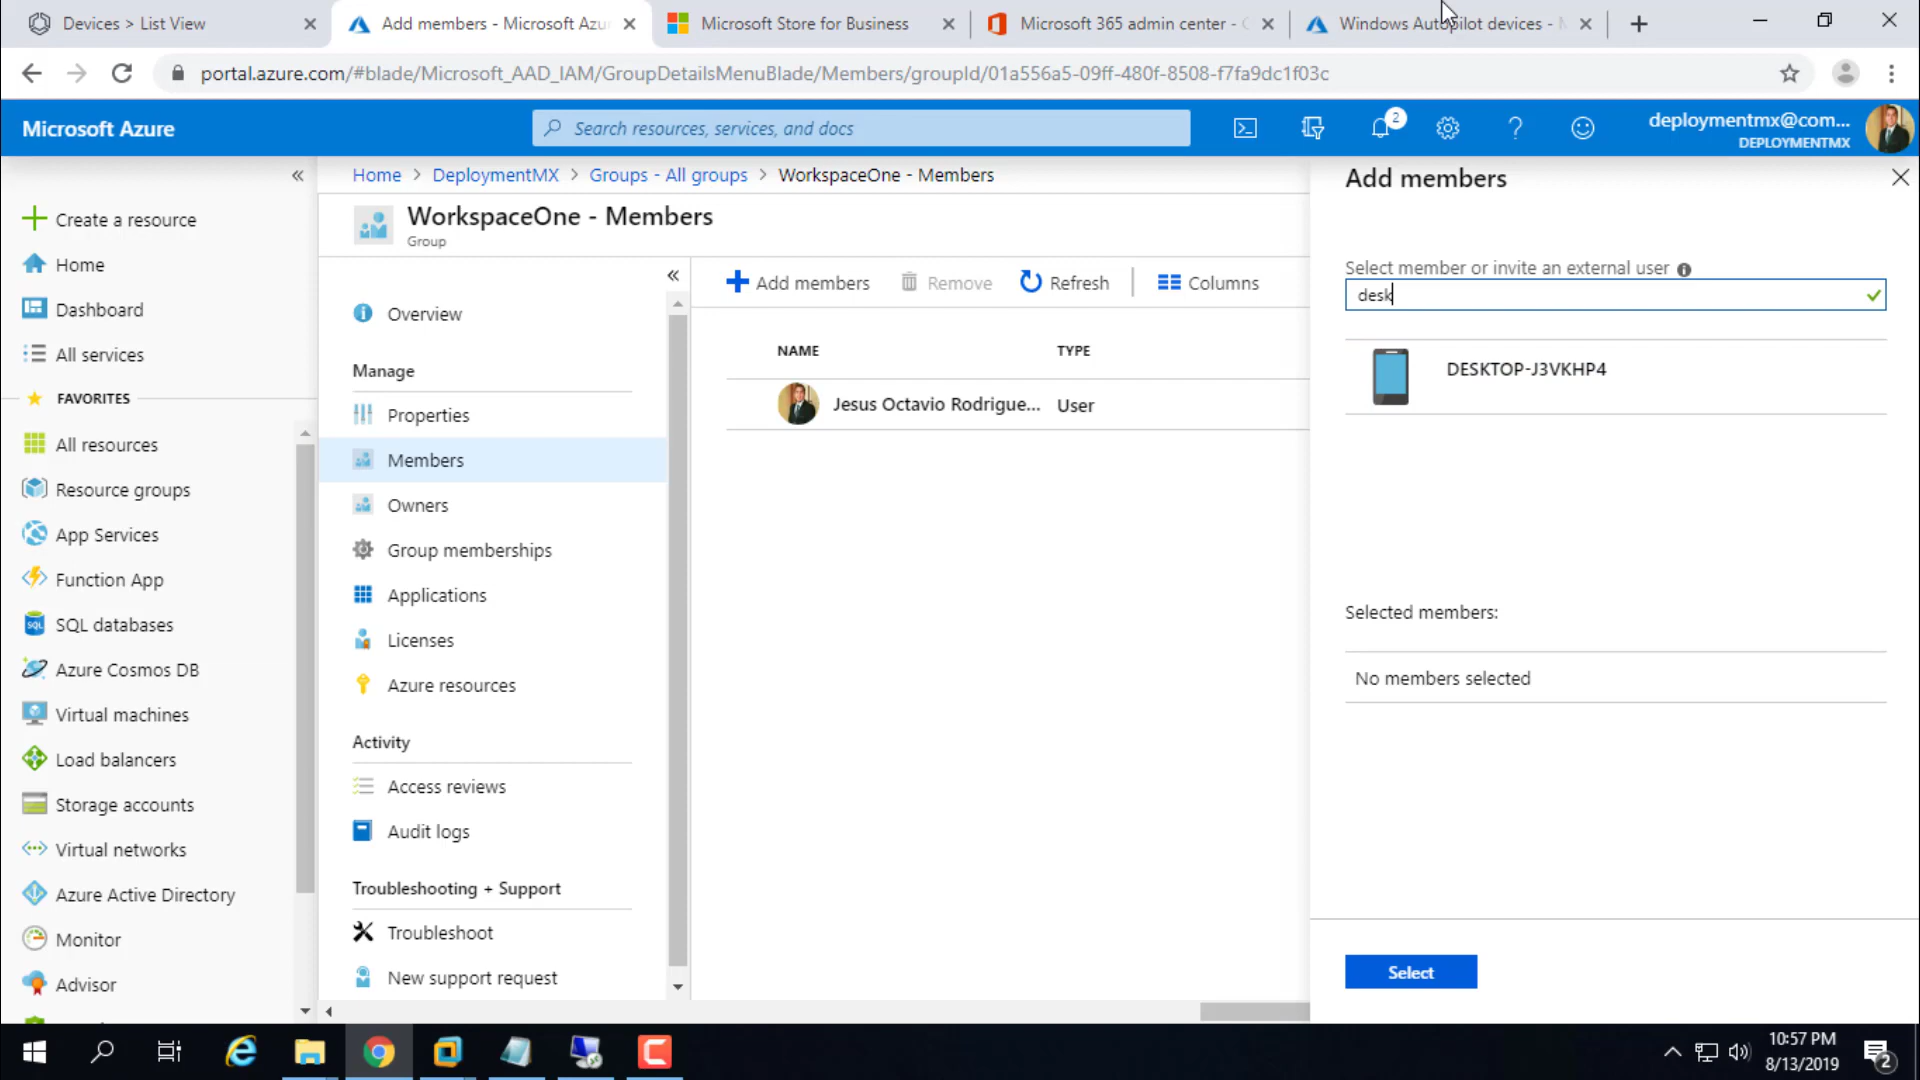 Devices > List View
Add members - Microsoft Azu
Microsoft Store for Business
Microsoft 365 admin center -
Windows Autopilot devices -
portal.azure.com/#blade/Microsoft_AAD_IAM/GroupDetailsMenuBlade/Members/groupId/01a556a5-09ff-480f-8508-f7fa9dc1f03c
Microsoft Azure
Search resources, services, and docs
2
deploymentmx@com...
DEPLOYMENTMX
Home > DeploymentMX > Groups - All groups > WorkspaceOne - Members
WorkspaceOne - Members
Group
Create a resource
Home
Dashboard
All services
FAVORITES
All resources
Resource groups
App Services
Function App
SQL databases
Azure Cosmos DB
Virtual machines
Load balancers
Storage accounts
Virtual networks
Azure Active Directory
Monitor
Advisor
Overview
Manage
Properties
Members
Owners
Group memberships
Applications
Licenses
Azure resources
Activity
Access reviews
Audit logs
Troubleshooting + Support
Troubleshoot
New support request
Add members
Remove
Refresh
Columns
NAME
TYPE
Jesus Octavio Rodrigue...
User
Add members
Select member or invite an external user
desk
DESKTOP-J3VKHP4
Selected members:
No members selected
Select
10:57 PM
8/13/2019
2